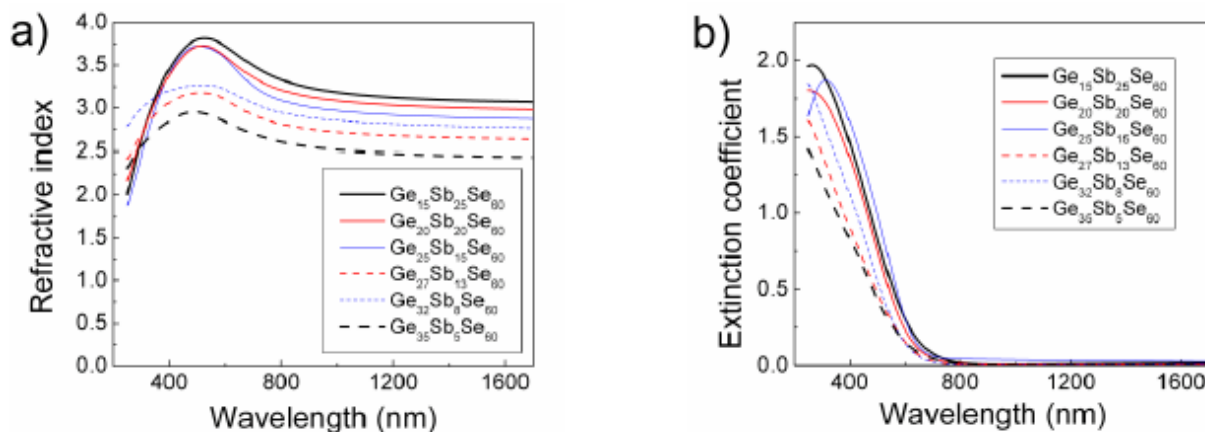 a)
Refractive index
4.0
3.5
3.0
2.5
2.0
1.5
1.0
0.5
0.0
Ge15Sb25Se60
Ge20Sb20Se60
Ge25Sb15Se60
Ge27Sb13Se60
Ge32Sb8Se60
Ge35Sb5Se60
400 800 1200 1600
Wavelength (nm)
b)
Extinction coefficient
2.0
1.5
1.0
0.5
0.0
Ge15Sb25Se60
Ge20Sb20Se60
Ge25Sb15Se60
Ge27Sb13Se60
Ge32Sb8Se60
Ge35Sb5Se60
400 800 1200 1600
Wavelength (nm)